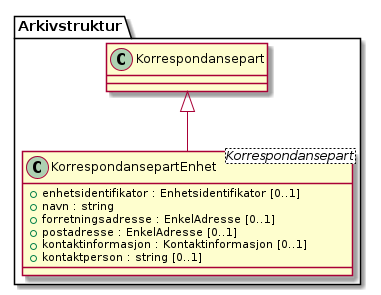 Arkivstruktur
C Korrespondansepart
Korrespondansepart
C KorrespondansepartEnhet
enhetsidentifikator : Enhetsidentifikator [0..1]
navn : string
forretningsadresse : EnkelAdresse [0..1]
postadresse : EnkelAdresse [0..1]
kontaktinformasjon : Kontaktinformasjon [0..1]
kontaktperson : string [0..1]